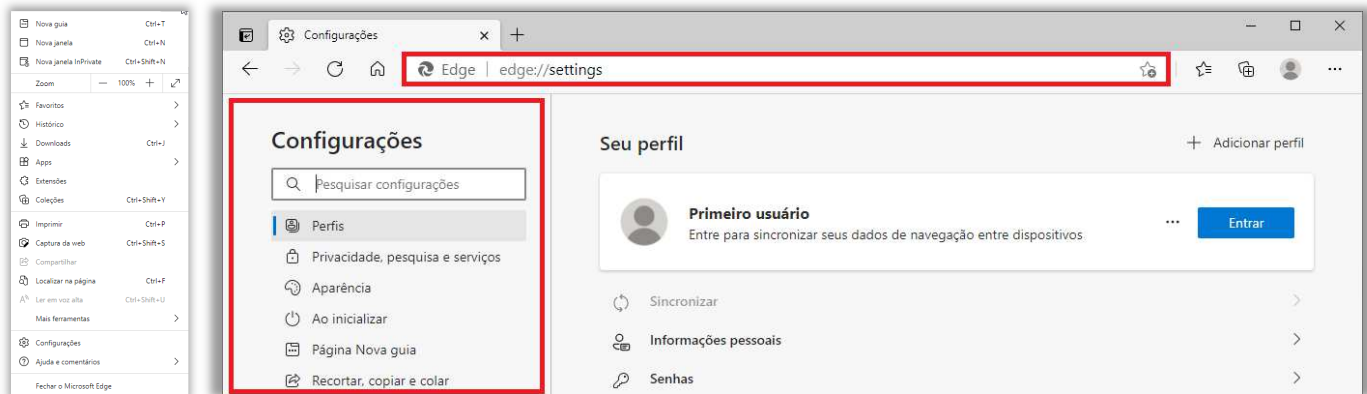 Nova guia Ctrl+T
Nova janela Ctrl+N
Nova janela InPrivate Ctrl+Shift+N
Zoom — 100% +
Favoritos
Histórico
Downloads Ctrl+J
Apps
Extensões
Coleções Ctrl+Shift+Y
Imprimir Ctrl+P
Captura da web Ctrl+Shift+S
Compartilhar
Localizar na página Ctrl+F
Ler em voz alta Ctrl+Shift+U
Mais ferramentas
Configurações
Ajuda e comentários
Fechar o Microsoft Edge
Configurações
Edge | edge://settings
Configurações
Pesquisar configurações
Perfis
Privacidade, pesquisa e serviços
Aparência
Ao inicializar
Página Nova guia
Recortar, copiar e colar
Seu perfil
+ Adicionar perfil
Primeiro usuário
Entre para sincronizar seus dados de navegação entre dispositivos
Entrar
Sincronizar
Informações pessoais
Senhas